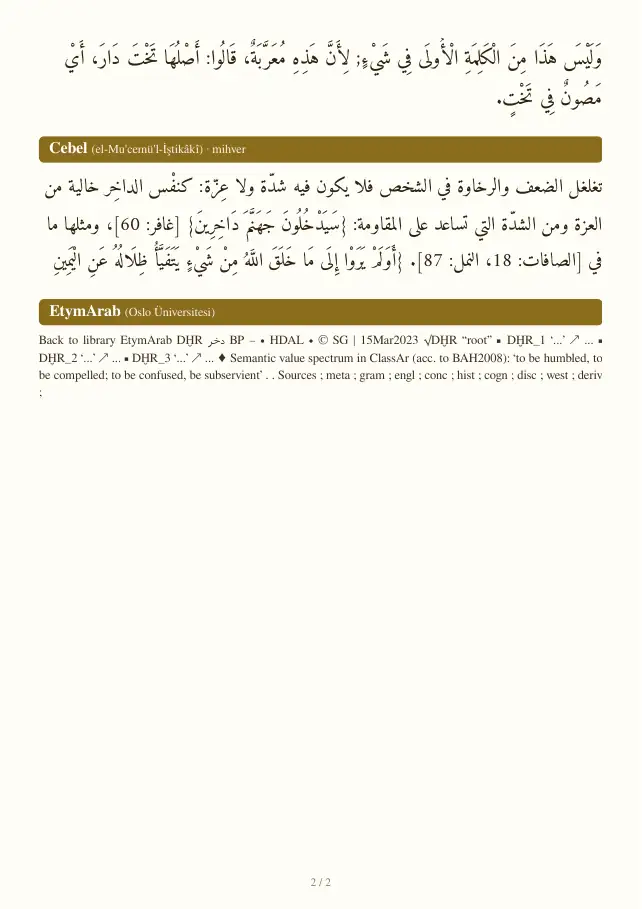 وَلَيْسَ هَذَا مِنَ الْكَلِمَةِ الْأُولَى فِي شَيْءٍ; لِأَنَّ هَذِهِ مُعَرَّبَةٌ، قَالُوا: أَصْلُهَا تَخْتَ دَارَ، أَيْ
مَصُونٌ فِي تَخْتٍ.
Cebel (el-Mu'cemü'l-İştikâkî) · mihver
تغلغل الضعف والرخاوة في الشخص فلا يكون فيه شدّة ولا عِزّة: كنفْس الداخِر خالية من
العزة ومن الشدّة التي تساعد على المقاومة: {سَيَدْخُلُونَ جَهَنَّمَ دَاخِرِينَ} [غافر: 60]، ومثلها ما
في [الصافات: 18، النمل: 87]. {أَوَلَمْ يَرَوْا إِلَى مَا خَلَقَ اللَّهُ مِنْ شَيْءٍ يَتَفَيَّأُ ظِلَالُهُ عَنِ الْيَمِينِ
EtymArab (Oslo Üniversitesi)
Back to library EtymArab DḪR دخر BP – • HDAL • © SG | 15Mar2023 √DḪR “root” ▪ DḪR_1 ‘...’ ↗ ... ▪
DḪR_2 ‘...’ ↗ ... ▪ DḪR_3 ‘...’ ↗ ... ♦ Semantic value spectrum in ClassAr (acc. to BAH2008): ‘to be humbled, to
be compelled; to be confused, be subservient’ . . Sources ; meta ; gram ; engl ; conc ; hist ; cogn ; disc ; west ; deriv
;
2 / 2